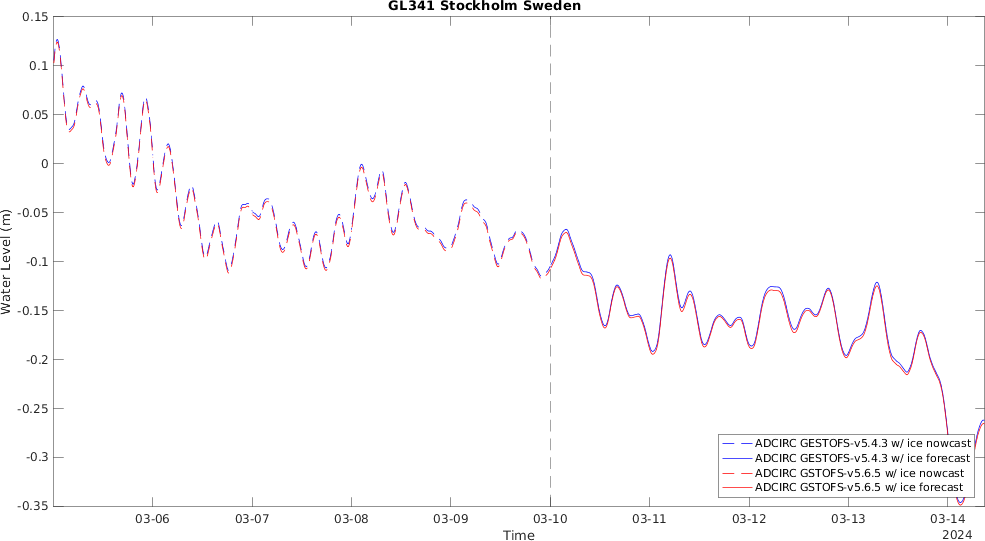 GL341 Stockholm Sweden
0.15
0.1
0.05
0
-0.05
-0.1
-0.15
-0.2
-0.25
-0.3
-0.35
Water Level (m)
ADCIRC GESTOFS-v5.4.3 w/ ice nowcast
ADCIRC GESTOFS-v5.4.3 w/ ice forecast
ADCIRC GSTOFS-v5.6.5 w/ ice nowcast
ADCIRC GSTOFS-v5.6.5 w/ ice forecast
03-06 03-07 03-08 03-09 03-10 03-11 03-12 03-13 03-14
Time
2024